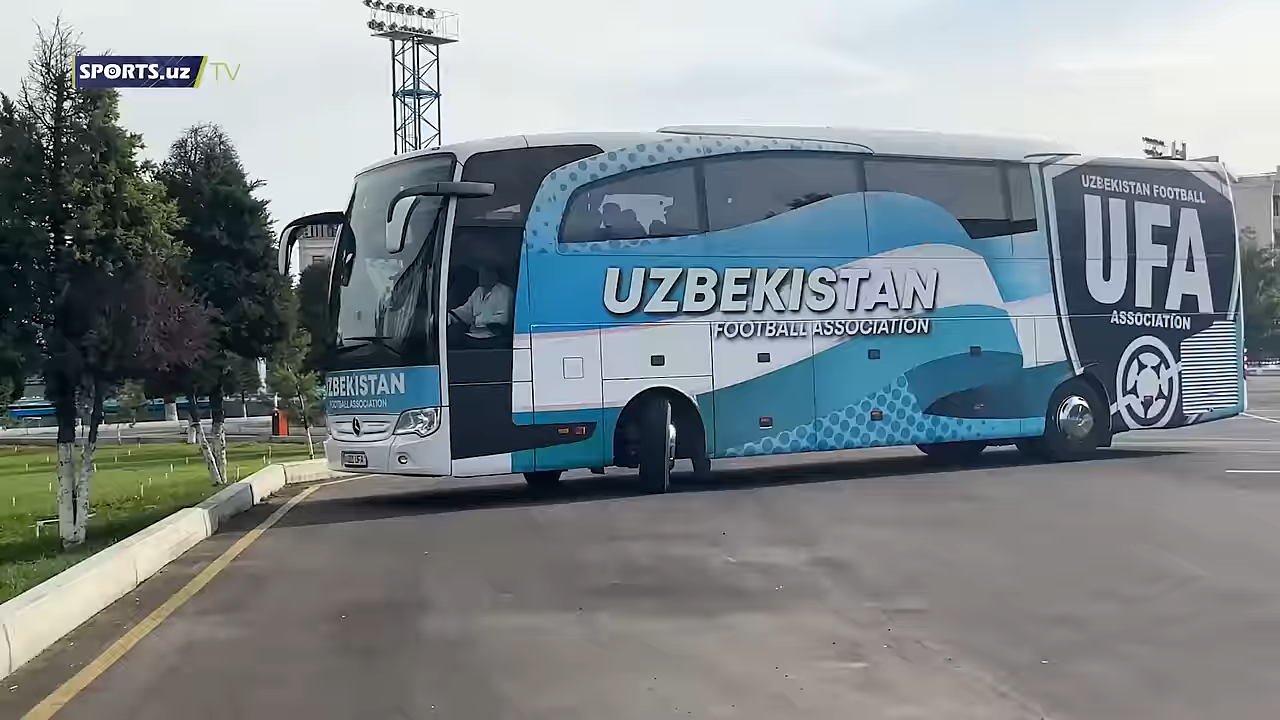 SPORTS.uz TV
UZBEKISTAN FOOTBALL
UFA
ASSOCIATION
UZBEKISTAN
FOOTBALL ASSOCIATION
UZBEKISTAN
FOOTBALL ASSOCIATION